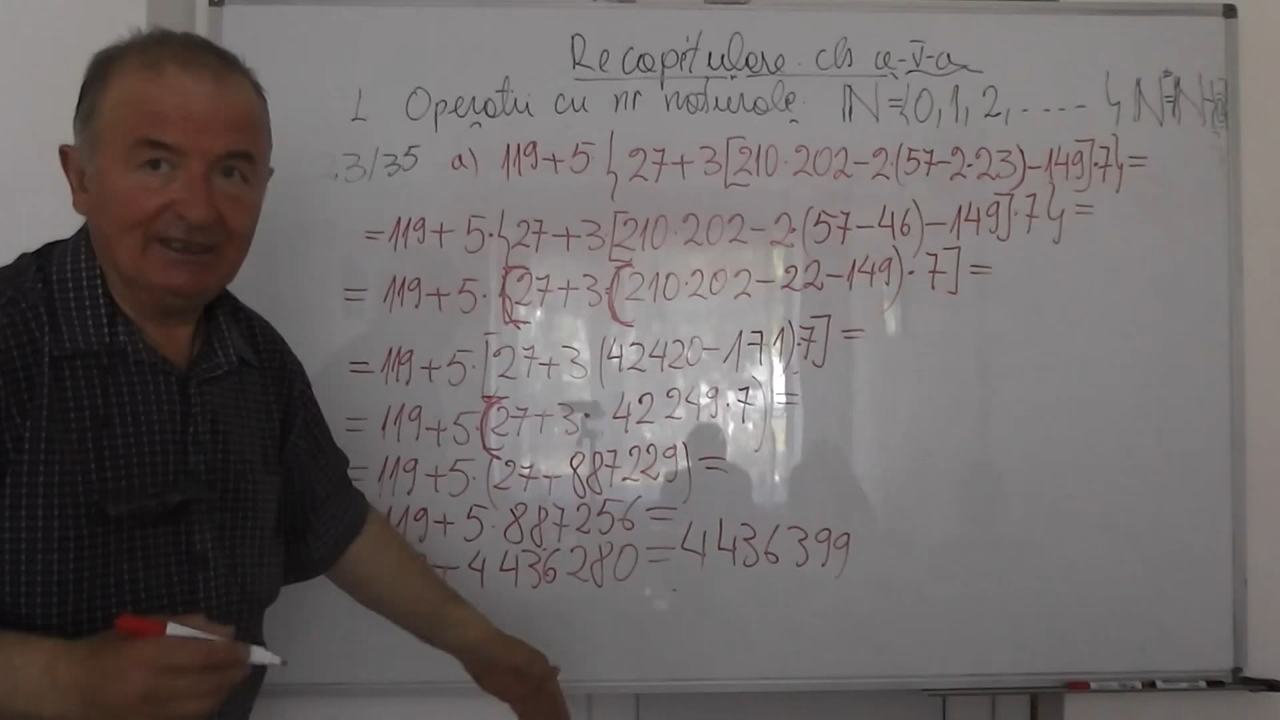 Recapitulare cls a-V-a
1 Operații cu nr naturale. ℕ={0,1,2,.....}
3/35 a) 119+5·{27+3[210·202-2·(57-2·23)-149]·7}=
=119+5·{27+3[210·202-2·(57-46)-149]·7}=
=119+5·[27+3·(210·202-22-149)·7]=
=119+5·[27+3(42420-171)·7]=
=119+5·(27+3·42249·7)=
=119+5·(27+887229)=
119+5·887256=
+4436280=4436399